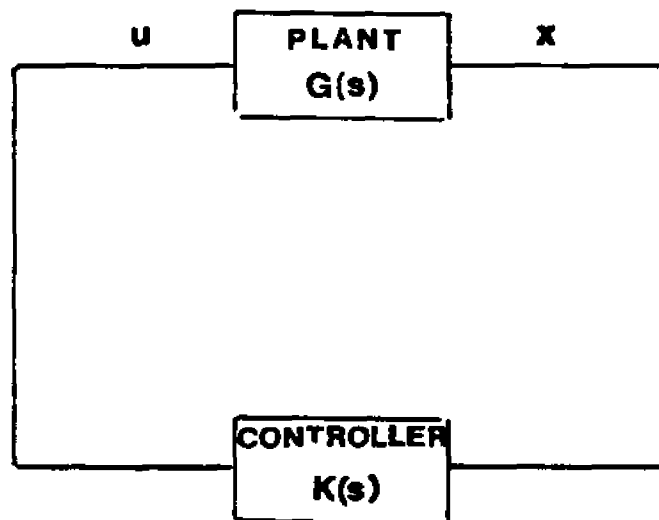 u
PLANT
x
G(s)
CONTROLLER
K(s)